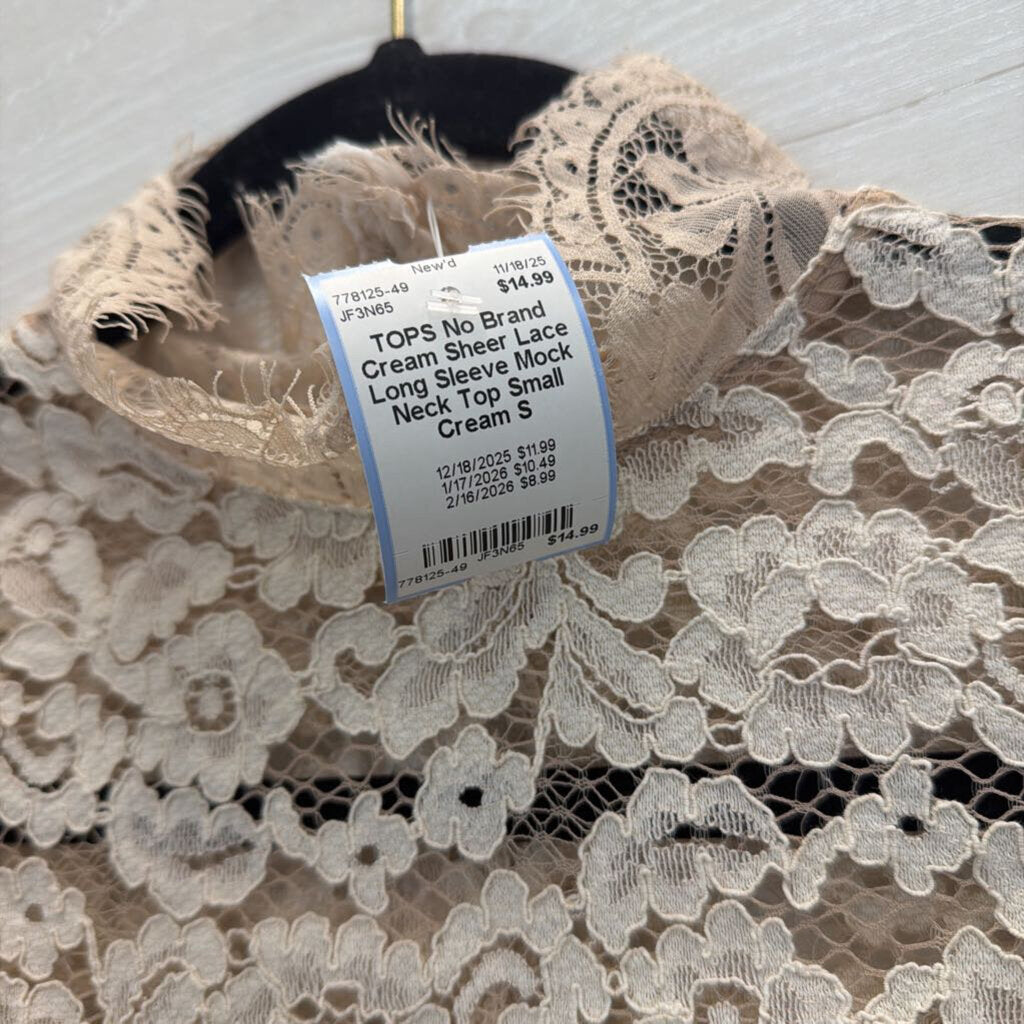 New'd
778125-49 11/18/25
JF3N65 $14.99
TOPS No Brand
Cream Sheer Lace
Long Sleeve Mock
Neck Top Small
Cream S
12/18/2025 $11.99
1/17/2026 $10.49
2/16/2026 $8.99
778125-49 JF3N65 $14.99